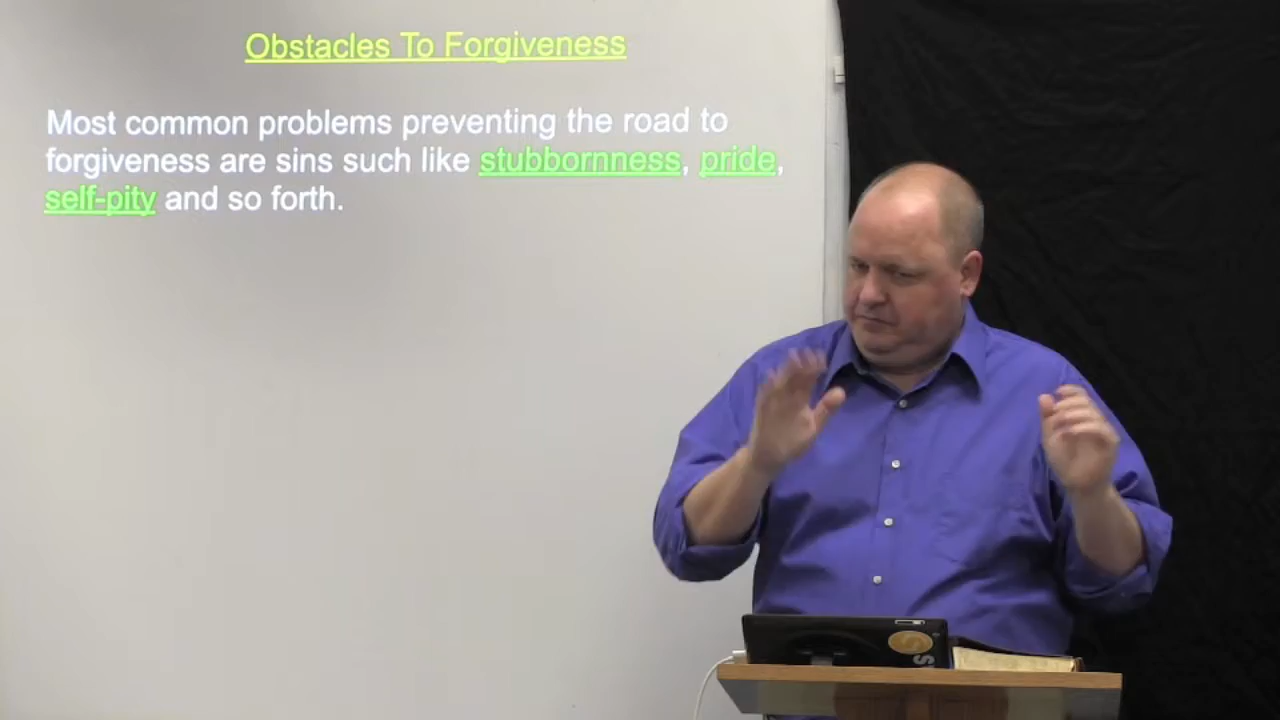 Obstacles To Forgiveness
Most common problems preventing the road to
forgiveness are sins such like stubbornness, pride,
self-pity and so forth.